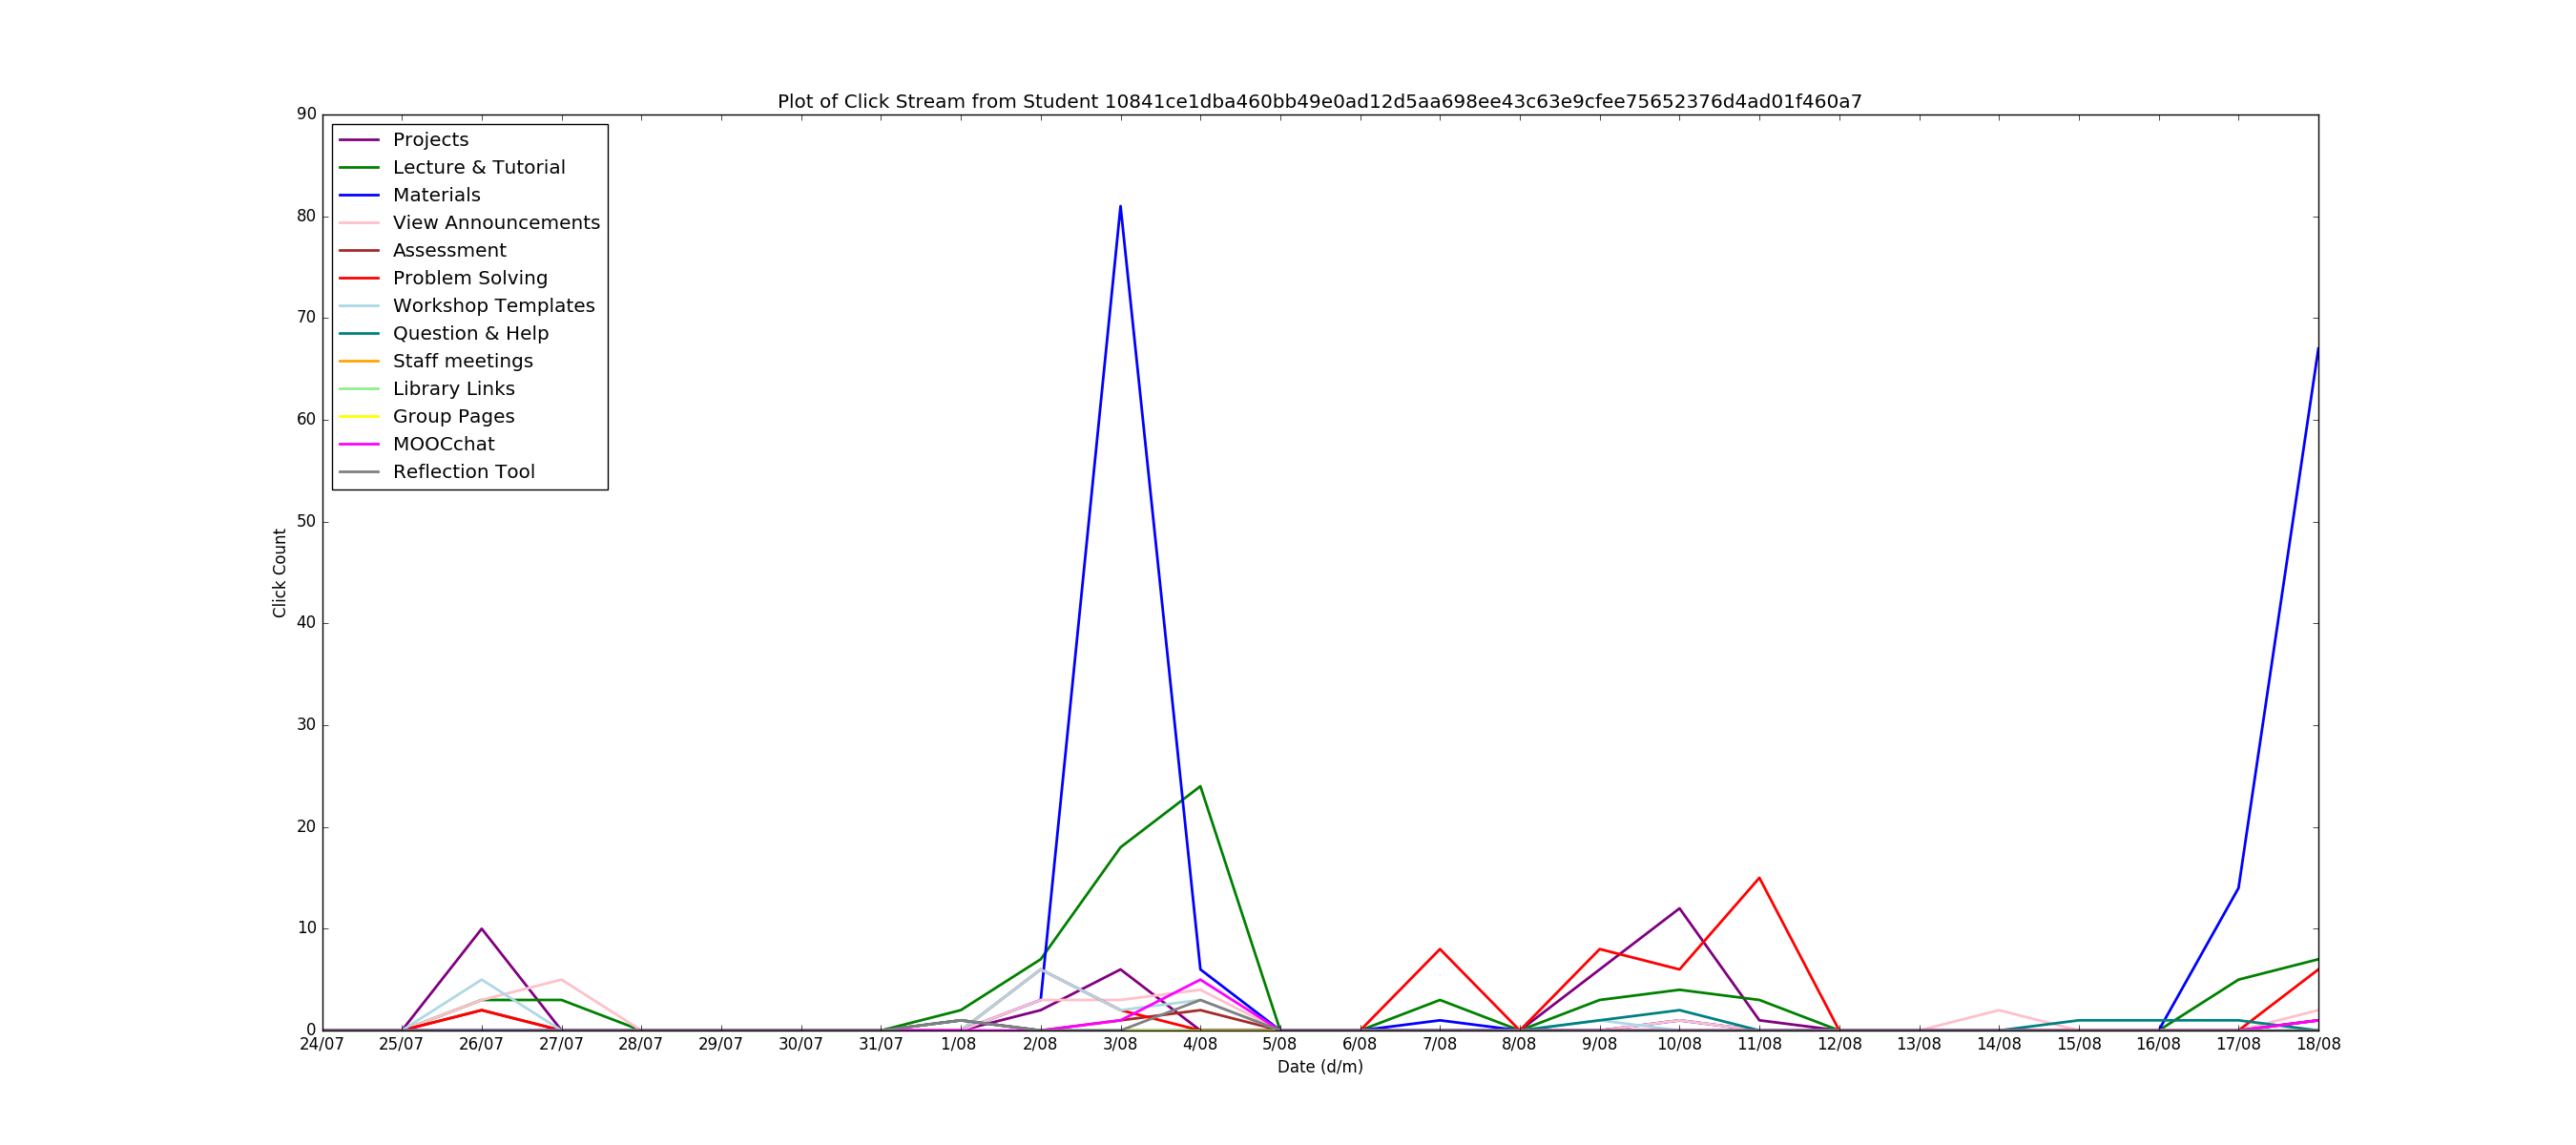 Plot of Click Stream from Student 10841ce1dba460bb49e0ad12d5aa698ee43c63e9cfee75652376d4ad01f460a7
90
80
70
60
50
40
30
20
10
0
Click Count
Projects
Lecture & Tutorial
Materials
View Announcements
Assessment
Problem Solving
Workshop Templates
Question & Help
Staff meetings
Library Links
Group Pages
MOOCchat
Reflection Tool
24/07 25/07 26/07 27/07 28/07 29/07 30/07 31/07 1/08 2/08 3/08 4/08 5/08 6/08 7/08 8/08 9/08 10/08 11/08 12/08 13/08 14/08 15/08 16/08 17/08 18/08
Date (d/m)